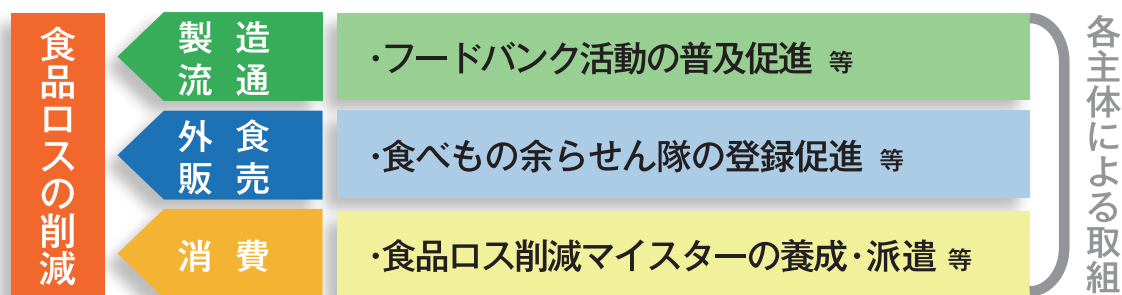 食品ロスの削減
製造
流通
・フードバンク活動の普及促進 等
外食
販売
・食べもの余らせん隊の登録促進 等
消費
・食品ロス削減マイスターの養成・派遣 等
各主体による取組